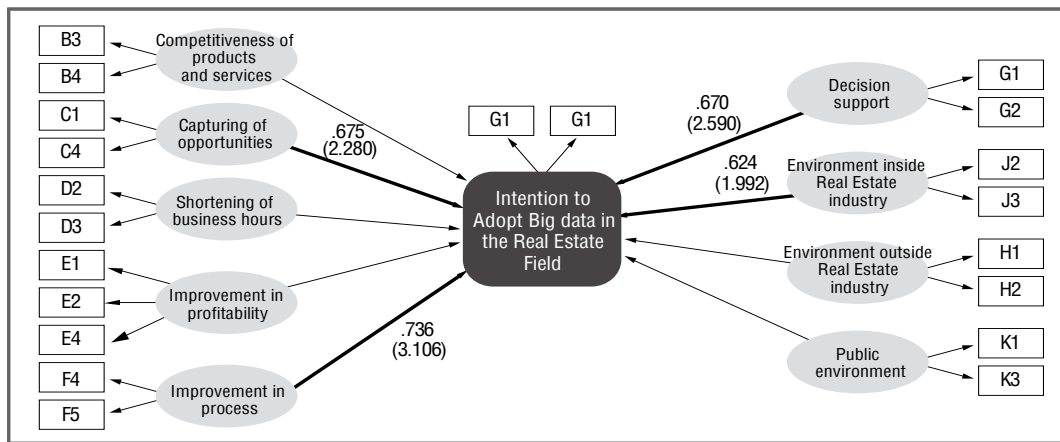 B3
B4
Competitiveness of
products
and services
C1
C4
Capturing of
opportunities
.675
(2.280)
D2
D3
Shortening of
business hours
E1
E2
E4
Improvement in
profitability
F4
F5
Improvement in
process
.736
(3.106)
G1
G1
Intention to
Adopt Big data in
the Real Estate
Field
.670
(2.590)
Decision
support
G1
G2
.624
(1.992)
Environment inside
Real Estate
industry
J2
J3
Environment outside
Real Estate
industry
H1
H2
Public
environment
K1
K3